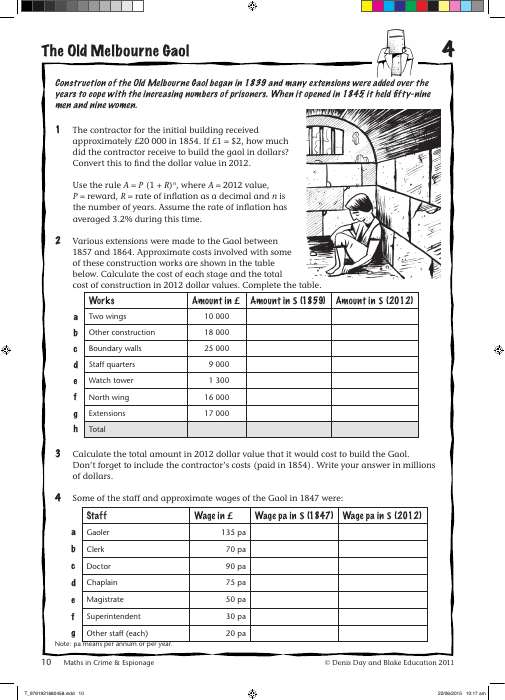 The Old Melbourne Gaol
4
Construction of the Old Melbourne Gaol began in 1839 and many extensions were added over the
years to cope with the increasing numbers of prisoners. When it opened in 1845, it held fifty-nine
men and nine women.
1 The contractor for the initial building received
approximately £20 000 in 1854. If £1 = $2, how much
did the contractor receive to build the gaol in dollars?
Convert this to find the dollar value in 2012.
Use the rule A = P (1 + R)ⁿ, where A = 2012 value,
P = reward, R = rate of inflation as a decimal and n is
the number of years. Assume the rate of inflation has
averaged 3.2% during this time.
2 Various extensions were made to the Gaol between
1857 and 1864. Approximate costs involved with some
of these construction works are shown in the table
below. Calculate the cost of each stage and the total
cost of construction in 2012 dollar values. Complete the table.
Works Amount in £ Amount in $ (1859) Amount in $ (2012)
a Two wings 10 000
b Other construction 18 000
c Boundary walls 25 000
d Staff quarters 9 000
e Watch tower 1 300
f North wing 16 000
g Extensions 17 000
h Total
3 Calculate the total amount in 2012 dollar value that it would cost to build the Gaol.
Don't forget to include the contractor's costs (paid in 1854). Write your answer in millions
of dollars.
4 Some of the staff and approximate wages of the Gaol in 1847 were:
Staff Wage in £ Wage pa in $ (1847) Wage pa in $ (2012)
a Gaoler 135 pa
b Clerk 70 pa
c Doctor 90 pa
d Chaplain 75 pa
e Magistrate 50 pa
f Superintendent 30 pa
g Other staff (each) 20 pa
Note: pa means per annum or per year.
10 Maths in Crime & Espionage © Denis Day and Blake Education 2011
T_9781921680458.indd 10 22/06/2015 10:17 am